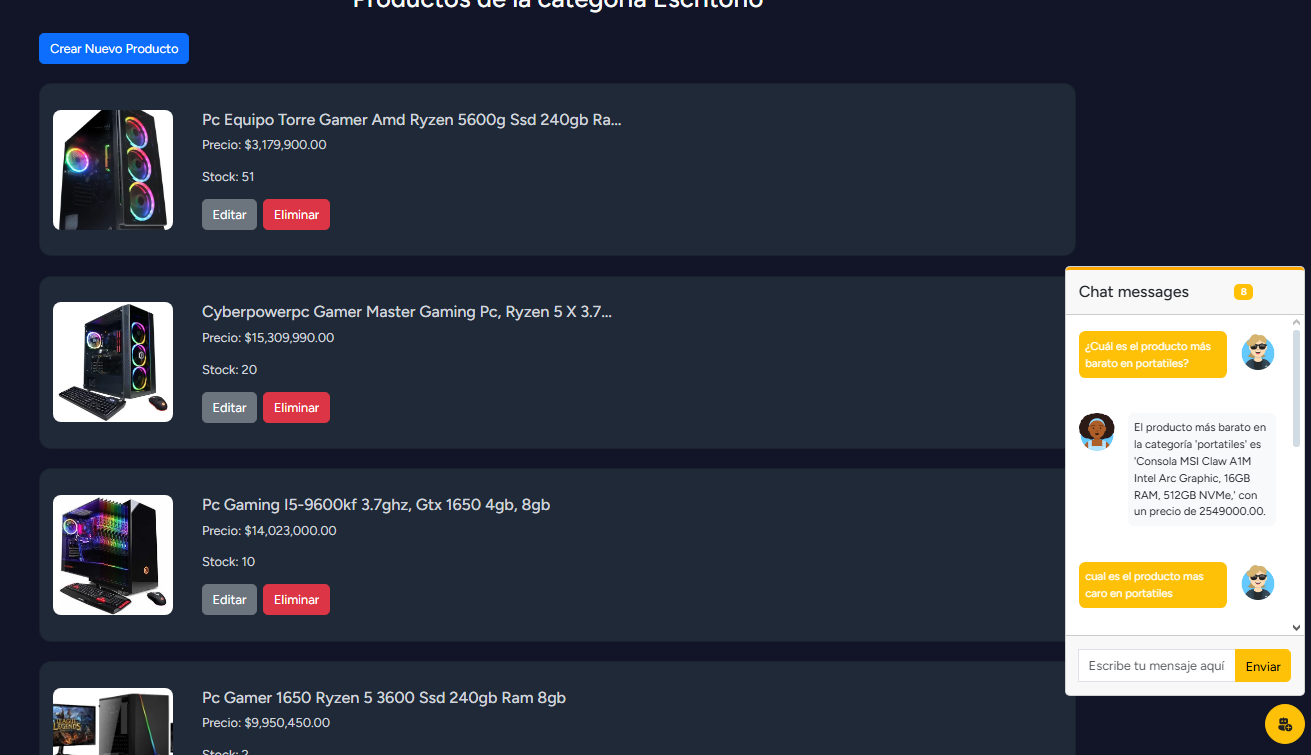 Productos de la categoría Escritorio
Crear Nuevo Producto
Pc Equipo Torre Gamer Amd Ryzen 5600g Ssd 240gb Ra...
Precio: $3,179,900.00
Stock: 51
Editar Eliminar
Cyberpowerpc Gamer Master Gaming Pc, Ryzen 5 X 3.7...
Precio: $15,309,990.00
Stock: 20
Editar Eliminar
Pc Gaming I5-9600kf 3.7ghz, Gtx 1650 4gb, 8gb
Precio: $14,023,000.00
Stock: 10
Editar Eliminar
Pc Gamer 1650 Ryzen 5 3600 Ssd 240gb Ram 8gb
Precio: $9,950,450.00
Stock: 2
Chat messages 8
¿Cuál es el producto más
barato en portatiles?
El producto más barato en
la categoría 'portatiles' es
'Consola MSI Claw A1M
Intel Arc Graphic, 16GB
RAM, 512GB NVMe,' con
un precio de 2549000.00.
cual es el producto mas
caro en portatiles
Escribe tu mensaje aquí Enviar